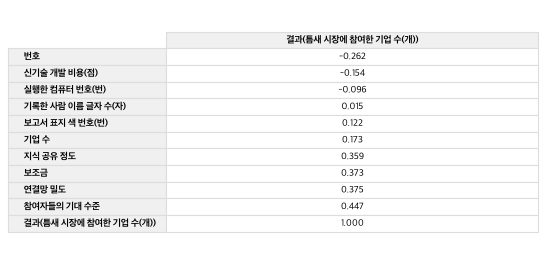 결과(틈새 시장에 참여한 기업 수(개))
번호 -0.262
신기술 개발 비용(점) -0.154
실행한 컴퓨터 번호(번) -0.096
기록한 사람 이름 글자 수(자) 0.015
보고서 표지 색 번호(번) 0.122
기업 수 0.173
지식 공유 정도 0.359
보조금 0.373
연결망 밀도 0.375
참여자들의 기대 수준 0.447
결과(틈새 시장에 참여한 기업 수(개)) 1.000